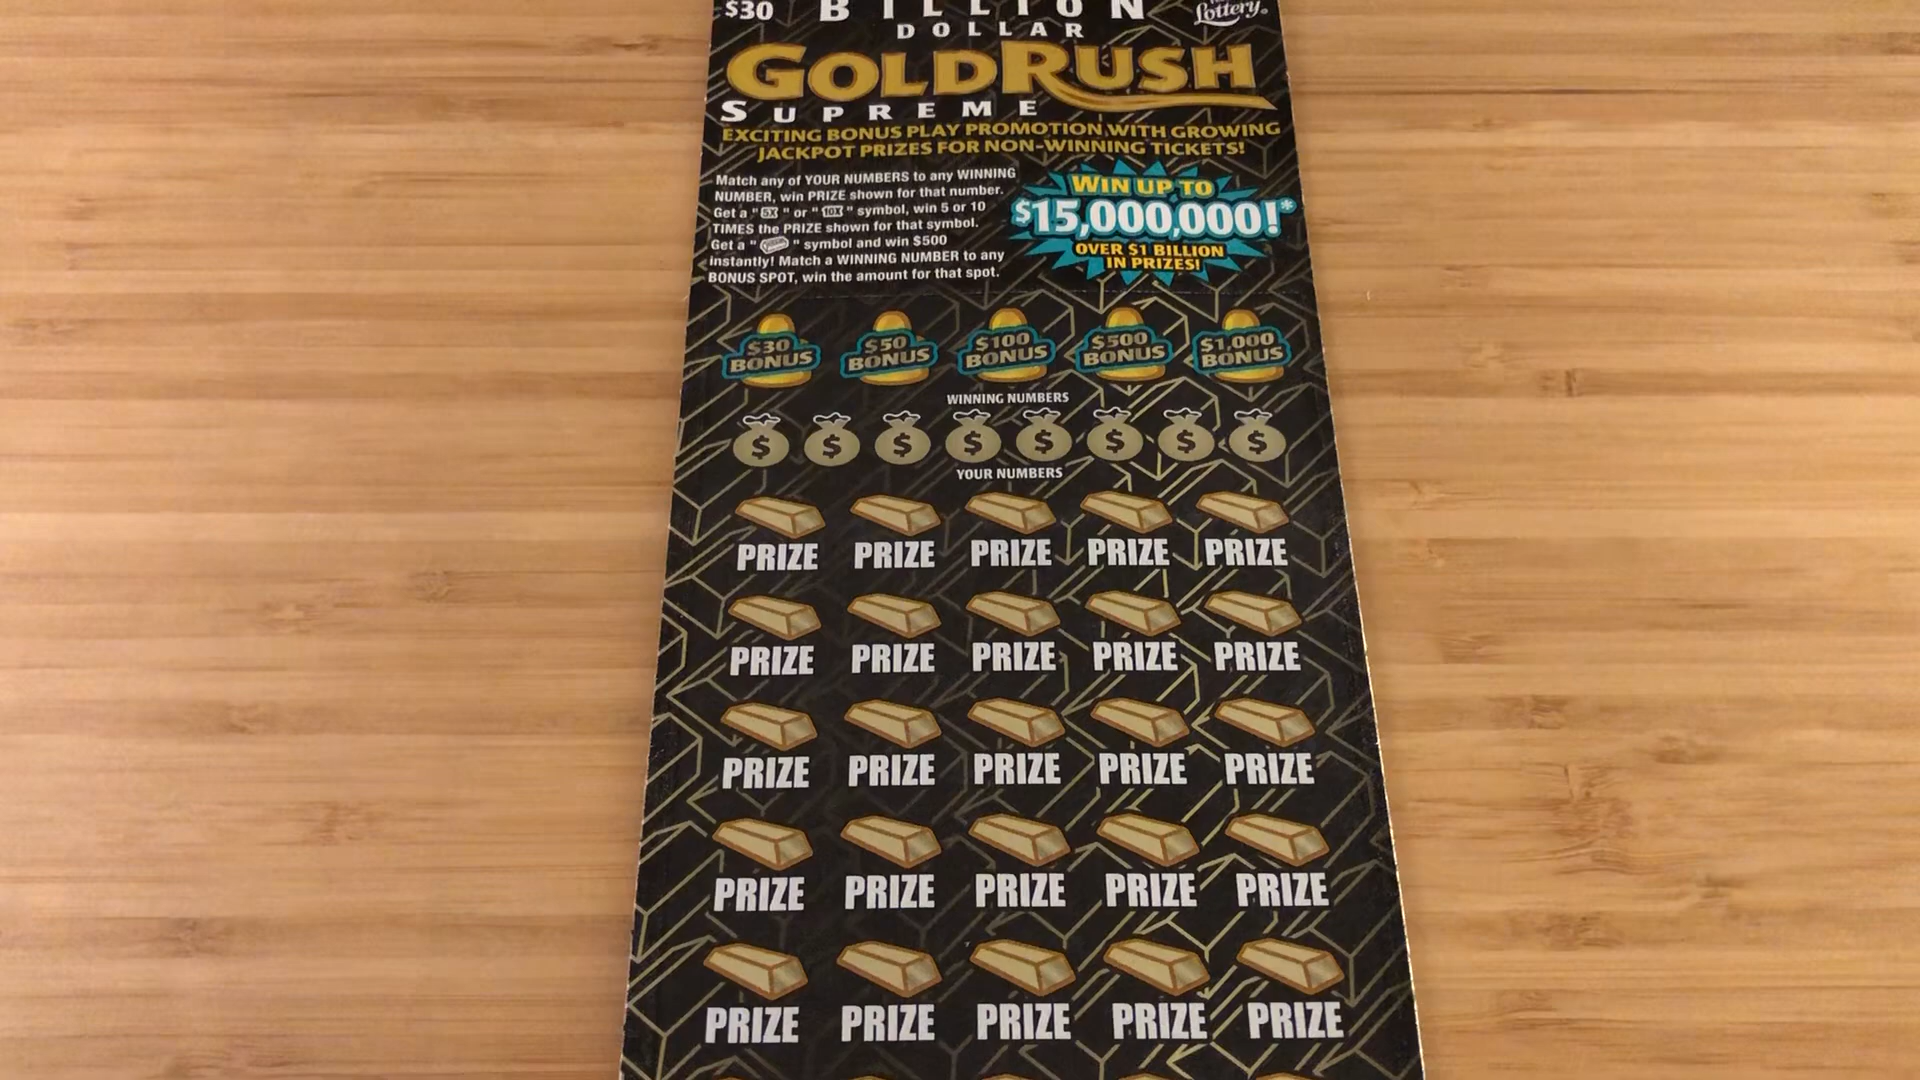 $30 BILLION Lottery
DOLLAR
GOLDRUSH
SUPREME
EXCITING BONUS PLAY PROMOTION WITH GROWING
JACKPOT PRIZES FOR NON-WINNING TICKETS!
Match any of YOUR NUMBERS to any WINNING
NUMBER, win PRIZE shown for that number.
Get a "5X" or "10X" symbol, win 5 or 10
TIMES the PRIZE shown for that symbol.
Get a " " symbol and win $500
instantly! Match a WINNING NUMBER to any
BONUS SPOT, win the amount for that spot.
WIN UP TO
$15,000,000!*
OVER $1 BILLION
IN PRIZES!
$30 $50 $100 $500 $1,000
BONUS BONUS BONUS BONUS BONUS
WINNING NUMBERS
$ $ $ $ $ $ $ $
YOUR NUMBERS
PRIZE PRIZE PRIZE PRIZE PRIZE
PRIZE PRIZE PRIZE PRIZE PRIZE
PRIZE PRIZE PRIZE PRIZE PRIZE
PRIZE PRIZE PRIZE PRIZE PRIZE
PRIZE PRIZE PRIZE PRIZE PRIZE